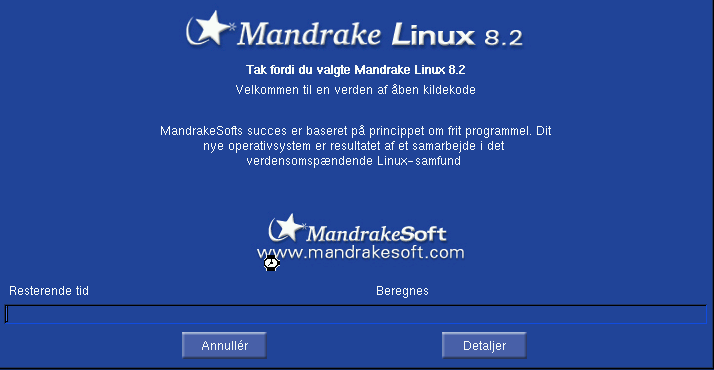 Mandrake Linux 8.2
Tak fordi du valgte Mandrake Linux 8.2
Velkommen til en verden af åben kildekode
MandrakeSofts succes er baseret på princippet om frit programmel. Dit
nye operativsystem er resultatet af et samarbejde i det
verdensomspændende Linux-samfund
MandrakeSoft
www.mandrakesoft.com
Resterende tid Beregnes
Annullér Detaljer